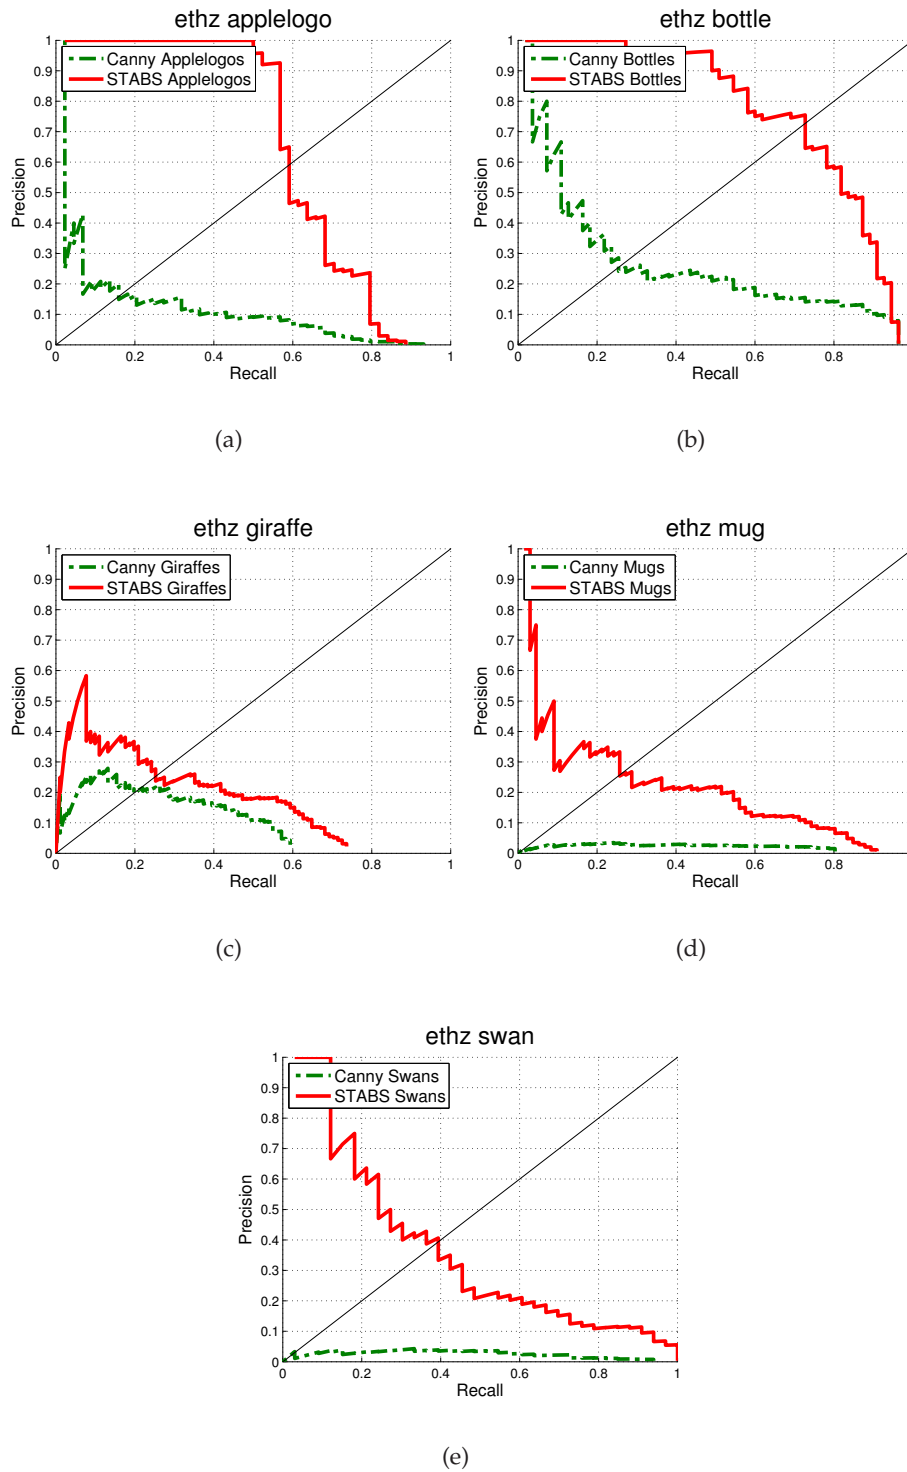 ethz applelogo
1
0.9
0.8
0.7
0.6
0.5
0.4
0.3
0.2
0.1
0
Precision
Canny Applelogos
STABS Applelogos
0 0.2 0.4 0.6 0.8 1
Recall
(a)
ethz bottle
1
0.9
0.8
0.7
0.6
0.5
0.4
0.3
0.2
0.1
0
Precision
Canny Bottles
STABS Bottles
0 0.2 0.4 0.6 0.8
Recall
(b)
ethz giraffe
1
0.9
0.8
0.7
0.6
0.5
0.4
0.3
0.2
0.1
0
Precision
Canny Giraffes
STABS Giraffes
0 0.2 0.4 0.6 0.8 1
Recall
(c)
ethz mug
1
0.9
0.8
0.7
0.6
0.5
0.4
0.3
0.2
0.1
0
Precision
Canny Mugs
STABS Mugs
0 0.2 0.4 0.6 0.8
Recall
(d)
ethz swan
1
0.9
0.8
0.7
0.6
0.5
0.4
0.3
0.2
0.1
0
Precision
Canny Swans
STABS Swans
0 0.2 0.4 0.6 0.8 1
Recall
(e)